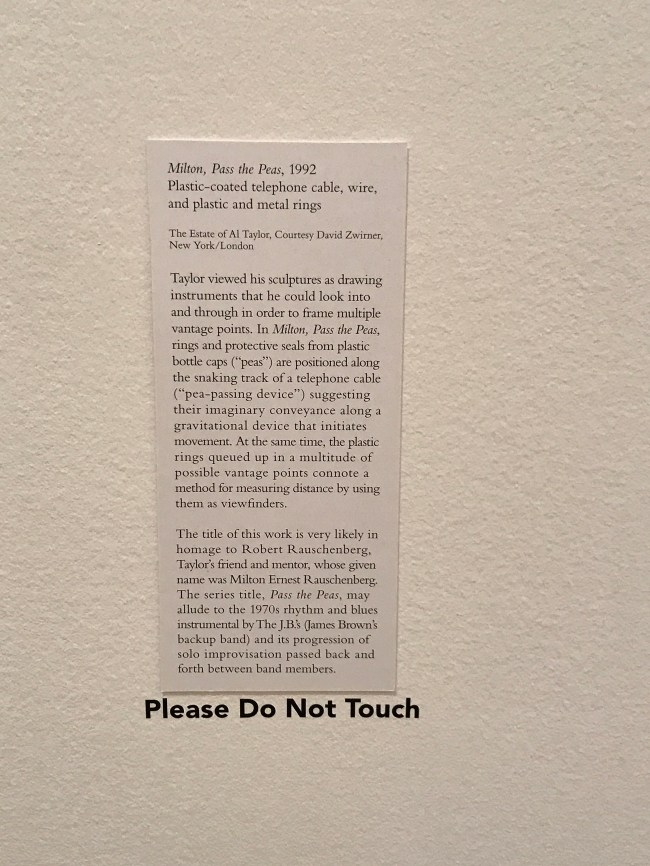 Milton, Pass the Peas, 1992
Plastic-coated telephone cable, wire,
and plastic and metal rings
The Estate of Al Taylor, Courtesy David Zwirner,
New York/London
Taylor viewed his sculptures as drawing
instruments that he could look into
and through in order to frame multiple
vantage points. In Milton, Pass the Peas,
rings and protective seals from plastic
bottle caps (“peas”) are positioned along
the snaking track of a telephone cable
(“pea-passing device”) suggesting
their imaginary conveyance along a
gravitational device that initiates
movement. At the same time, the plastic
rings queued up in a multitude of
possible vantage points connote a
method for measuring distance by using
them as viewfinders.
The title of this work is very likely in
homage to Robert Rauschenberg,
Taylor’s friend and mentor, whose given
name was Milton Ernest Rauschenberg.
The series title, Pass the Peas, may
allude to the 1970s rhythm and blues
instrumental by The J.B.’s (James Brown’s
backup band) and its progression of
solo improvisation passed back and
forth between band members.
Please Do Not Touch